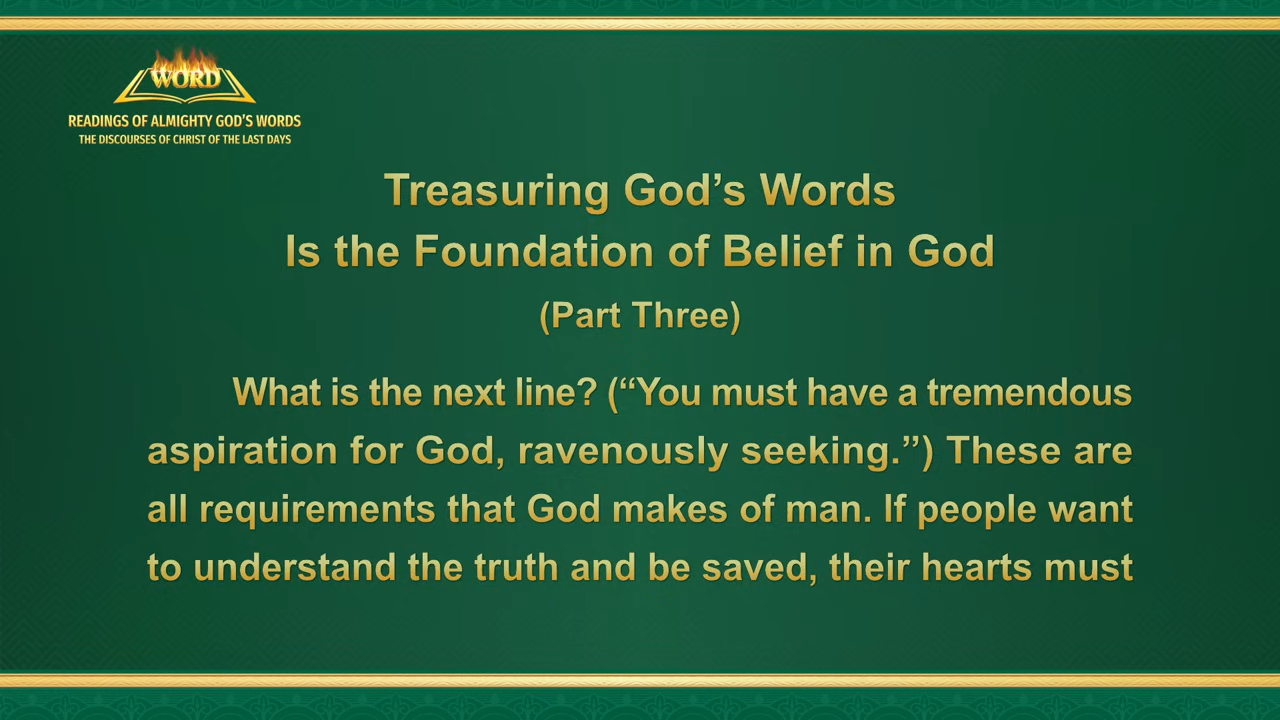 WORD
READINGS OF ALMIGHTY GOD'S WORDS
THE DISCOURSES OF CHRIST OF THE LAST DAYS
Treasuring God’s Words
Is the Foundation of Belief in God
(Part Three)
What is the next line? (“You must have a tremendous
aspiration for God, ravenously seeking.”) These are
all requirements that God makes of man. If people want
to understand the truth and be saved, their hearts must